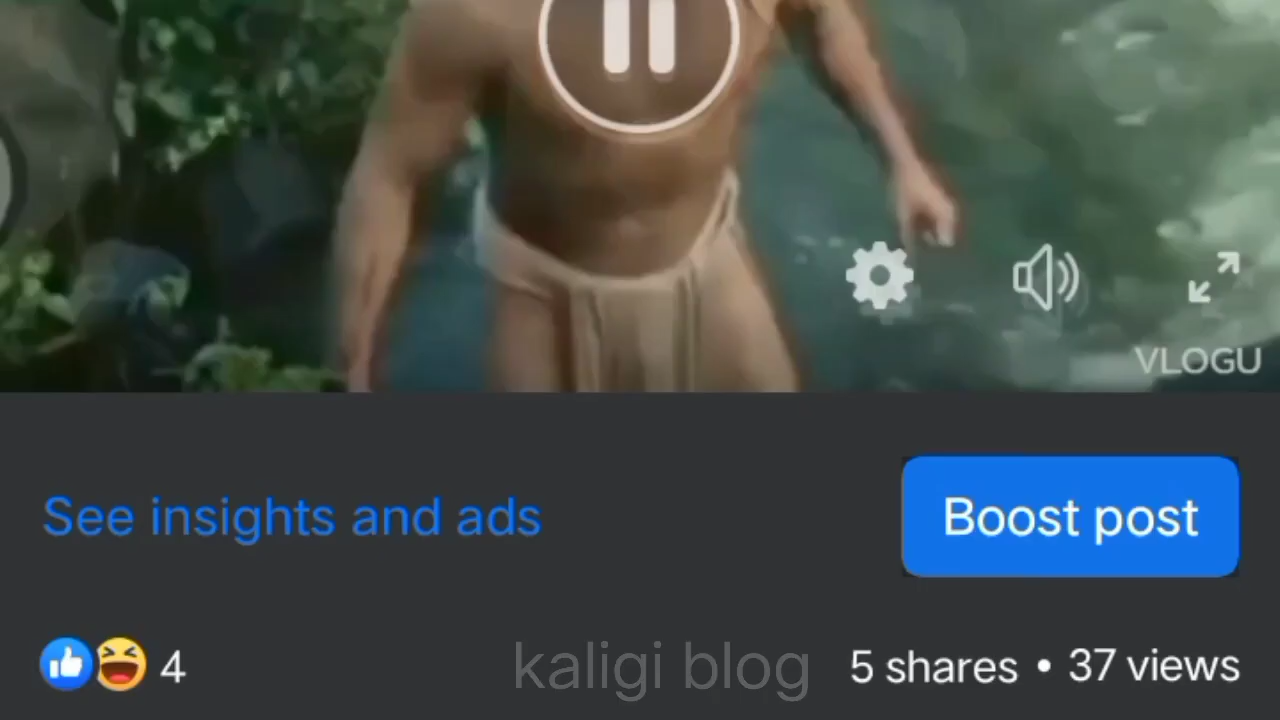 VLOGU
See insights and ads
Boost post
4
kaligi blog
5 shares • 37 views